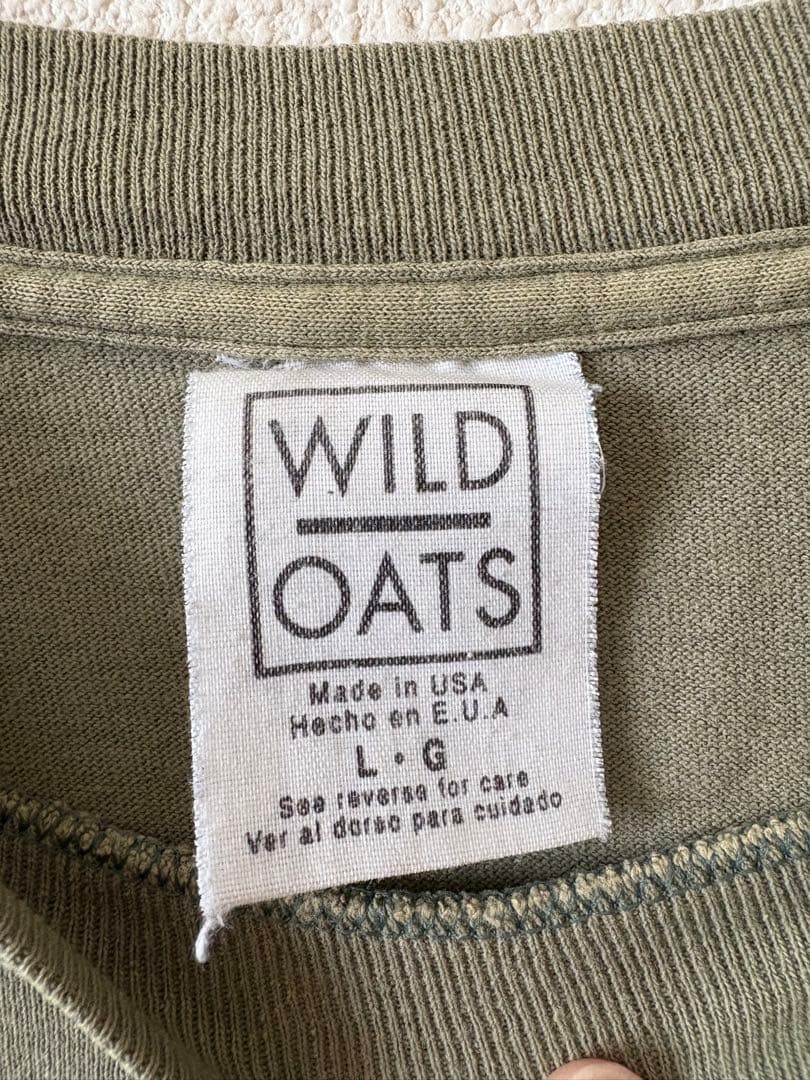 WILD
OATS
Made in USA
Hecho en E.U.A
L • G
See reverse for care
Ver al dorso para cuidado